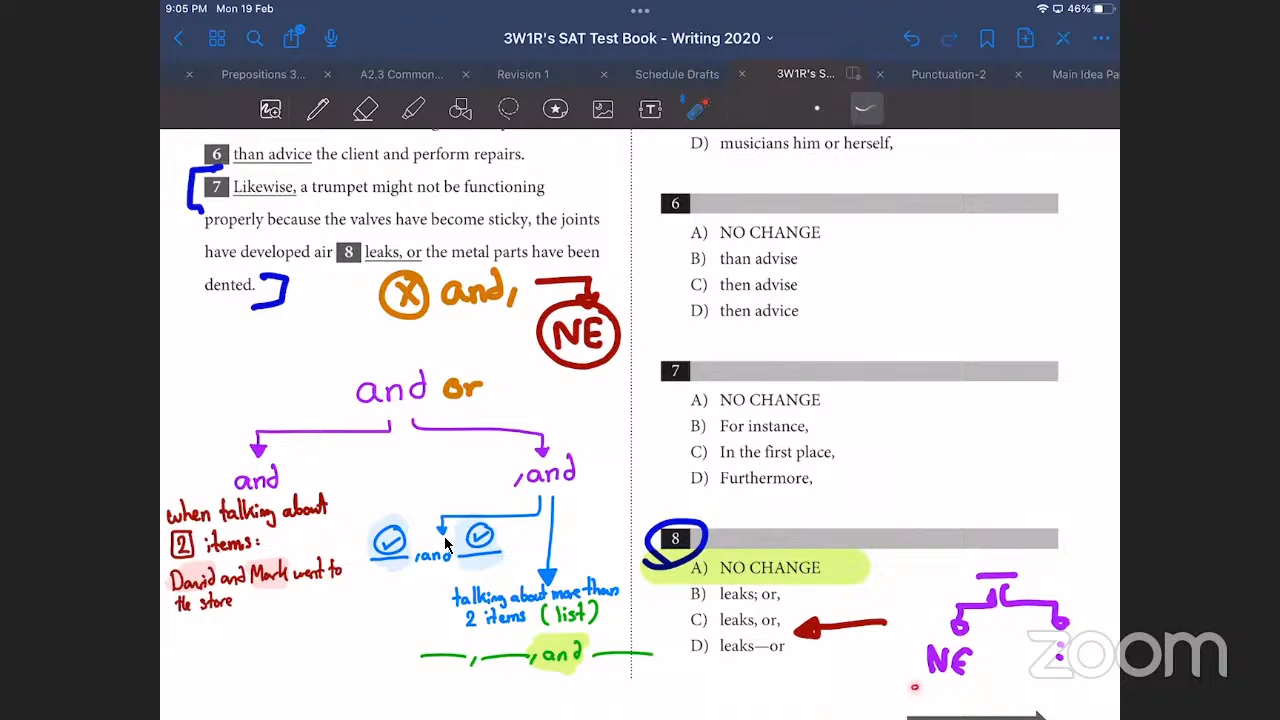 9:05 PM Mon 19 Feb
46%
3W1R's SAT Test Book - Writing 2020
Prepositions 3...
A2.3 Common...
Revision 1
Schedule Drafts
3W1R's S...
Punctuation-2
Main Idea Pa
6 than advice the client and perform repairs.
7 Likewise, a trumpet might not be functioning
properly because the valves have become sticky, the joints
have developed air 8 leaks, or the metal parts have been
dented.
X and,
NE
and or
and
, and
when talking about
2 items:
David and Mark went to
the store
, and
talking about more than
2 items (list)
, , and
D) musicians him or herself,
6
A) NO CHANGE
B) than advise
C) then advise
D) then advice
7
A) NO CHANGE
B) For instance,
C) In the first place,
D) Furthermore,
8
A) NO CHANGE
B) leaks; or,
C) leaks, or,
D) leaks—or
NE
zoom